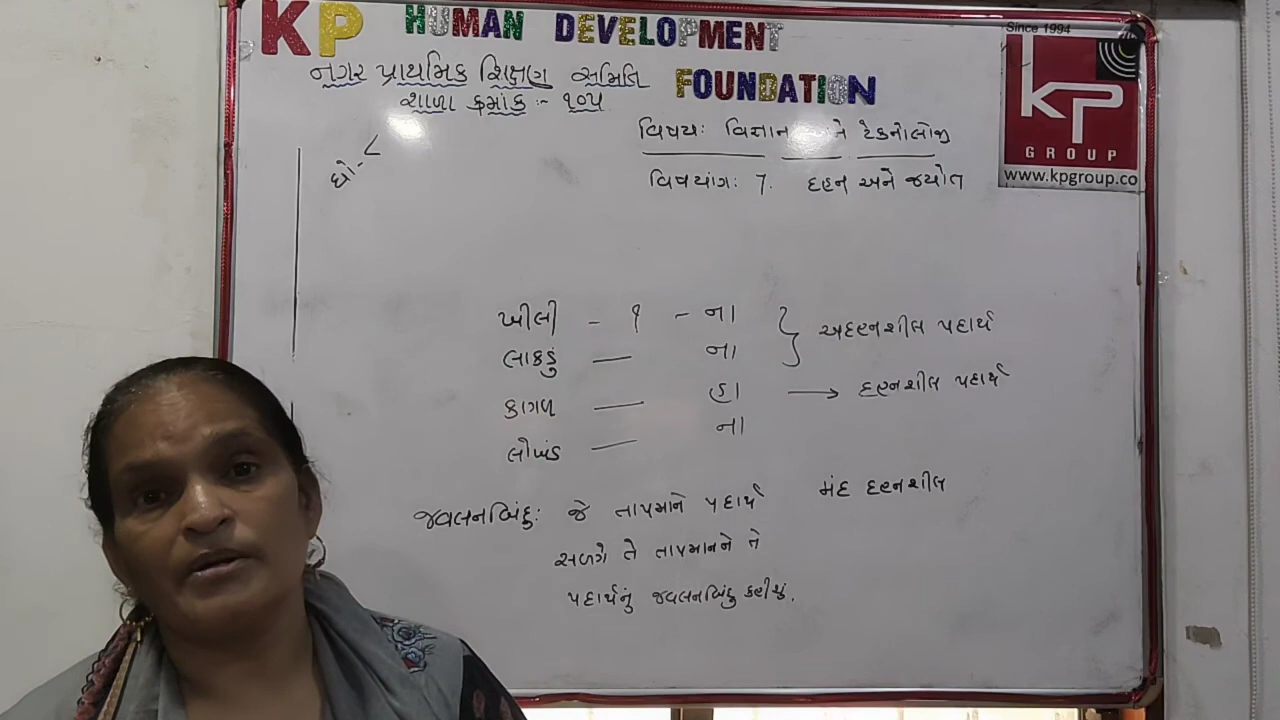 KP HUMAN DEVELOPMENT
FOUNDATION
નગર પ્રાથમિક શિક્ષણ સમિતિ
શાળા ક્રમાંક :- ૧૦૫
Since 1994
KP
GROUP
www.kpgroup.co
ધો-૮
વિષય: વિજ્ઞાન ને ટેકનોલોજી
વિષયાંગ: 7. દહન અને જ્યોત
ખીલી - ૧ - ના } અદહનશીલ પદાર્થ
લાકડું — ના
કાગળ — હા → દહનશીલ પદાર્થ
લોખંડ — ના
મંદ દહનશીલ
જ્વલનબિંદુ: જે તાપમાને પદાર્થ
સળગે તે તાપમાનને તે
પદાર્થનું જ્વલનબિંદુ કહીશું.